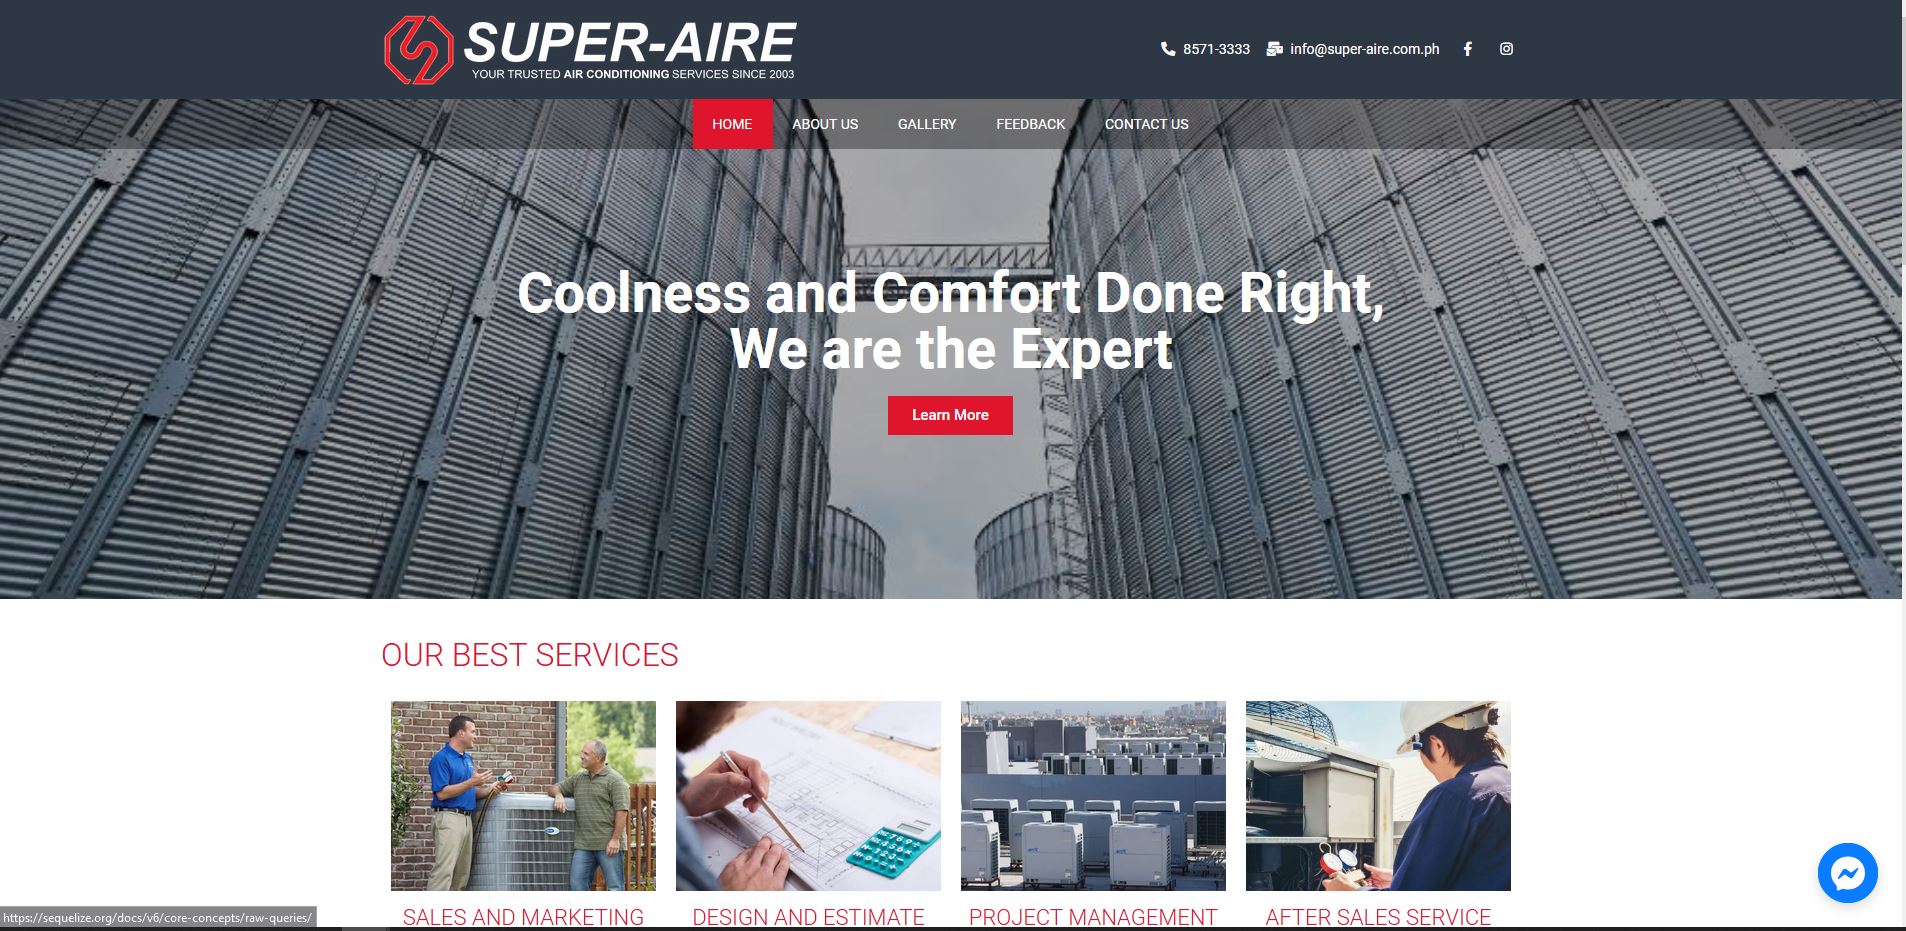 SUPER-AIRE
YOUR TRUSTED AIR CONDITIONING SERVICES SINCE 2003
8571-3333 info@super-aire.com.ph
HOME ABOUT US GALLERY FEEDBACK CONTACT US
Coolness and Comfort Done Right,
We are the Expert
Learn More
OUR BEST SERVICES
SALES AND MARKETING DESIGN AND ESTIMATE PROJECT MANAGEMENT AFTER SALES SERVICE
https://sequelize.org/docs/v6/core-concepts/raw-queries/